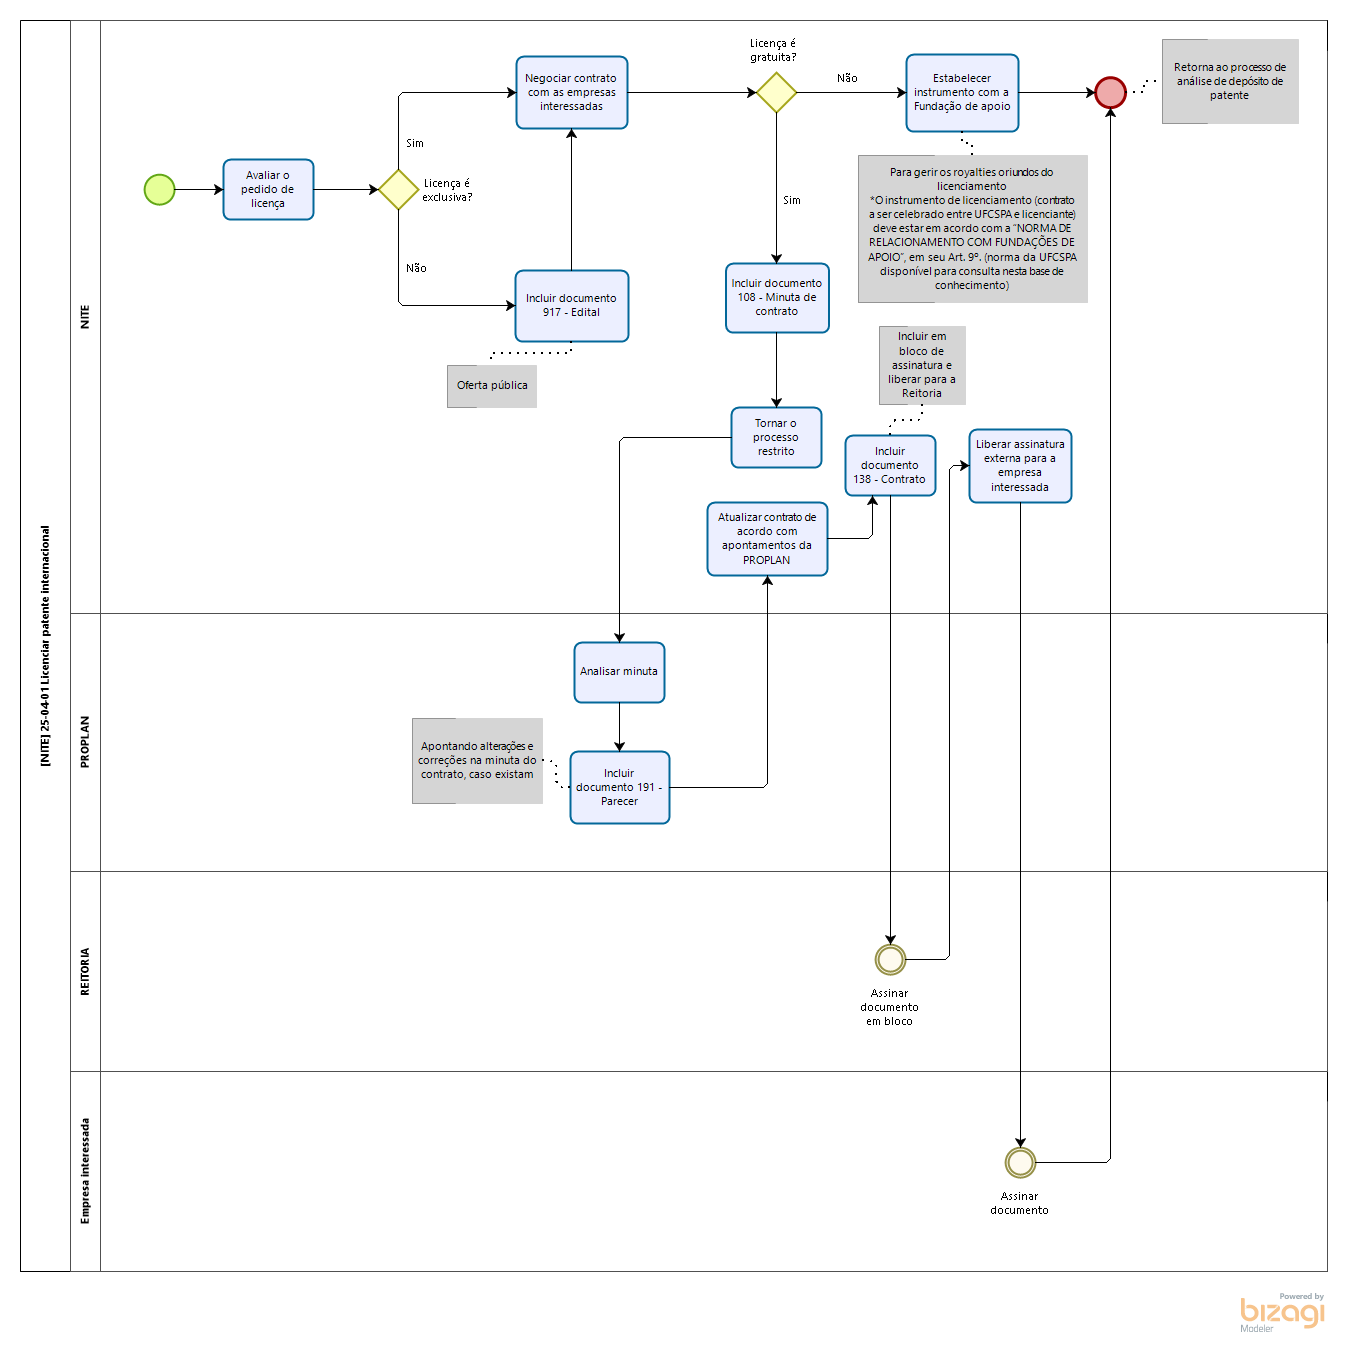 [NITE] 25-04-01 Licenciar patente internacional
NITE
Licença é
gratuita?
Retorna ao processo de
análise de depósito de
patente
Negociar contrato
com as empresas
interessadas
Não
Estabelecer
instrumento com a
Fundação de apoio
Sim
Avaliar o
pedido de
licença
Licença é
exclusiva?
Para gerir os royalties oriundos do
licenciamento
*O instrumento de licenciamento (contrato
a ser celebrado entre UFCSPA e licenciante)
deve estar em acordo com a “NORMA DE
RELACIONAMENTO COM FUNDAÇÕES DE
APOIO”, em seu Art. 9º. (norma da UFCSPA
disponível para consulta nesta base de
conhecimento)
Sim
Não
Incluir documento
917 - Edital
Incluir documento
108 - Minuta de
contrato
Oferta pública
Incluir em
bloco de
assinatura e
liberar para a
Reitoria
Tornar o
processo
restrito
Incluir
documento
138 - Contrato
Liberar assinatura
externa para a
empresa
interessada
Atualizar contrato de
acordo com
apontamentos da
PROPLAN
PROPLAN
Analisar minuta
Apontando alterações e
correções na minuta do
contrato, caso existam
Incluir
documento 191 -
Parecer
REITORIA
Assinar
documento
em bloco
Empresa interessada
Assinar
documento
Powered by
bizagi
Modeler